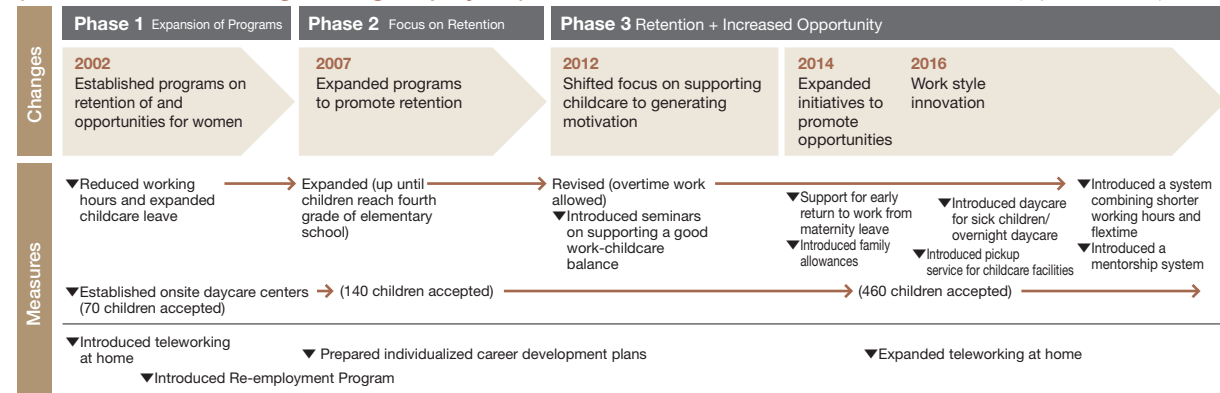 Phase 1 Expansion of Programs
Phase 2 Focus on Retention
Phase 3 Retention + Increased Opportunity
Changes
2002
Established programs on
retention of and
opportunities for women
2007
Expanded programs
to promote retention
2012
Shifted focus on supporting
childcare to generating
motivation
2014
Expanded
initiatives to
promote
opportunities
2016
Work style
innovation
Measures
▼Reduced working
hours and expanded
childcare leave
Expanded (up until
children reach fourth
grade of elementary
school)
Revised (overtime work
allowed)
▼Introduced seminars
on supporting a good
work-childcare
balance
▼Support for early
return to work from
maternity leave
▼Introduced family
allowances
▼Introduced daycare
for sick children/
overnight daycare
▼Introduced pickup
service for childcare facilities
▼Introduced a system
combining shorter
working hours and
flextime
▼Introduced a
mentorship system
▼Established onsite daycare centers
(70 children accepted)
(140 children accepted)
(460 children accepted)
▼Introduced teleworking
at home
▼Introduced Re-employment Program
▼ Prepared individualized career development plans
▼Expanded teleworking at home